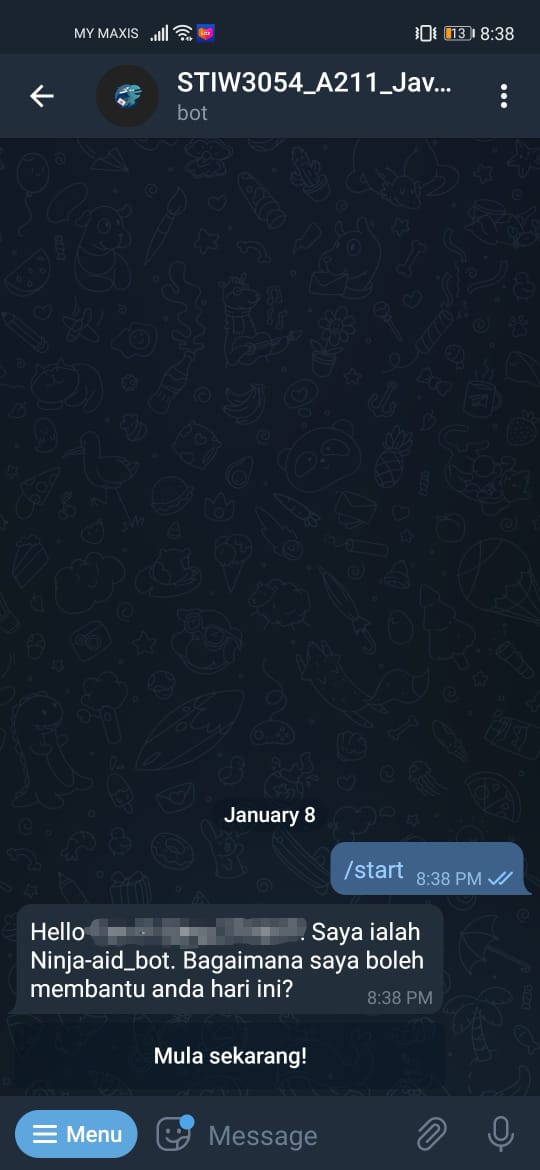 MY MAXIS
13
8:38
STIW3054_A211_Jav...
bot
January 8
/start
8:38 PM
Hello . Saya ialah
Ninja-aid_bot. Bagaimana saya boleh
membantu anda hari ini?
8:38 PM
Mula sekarang!
Menu
Message